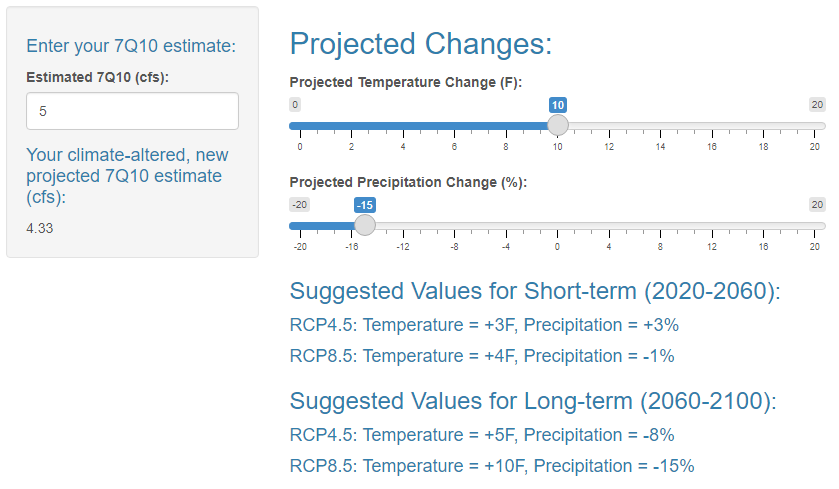 Enter your 7Q10 estimate:
Estimated 7Q10 (cfs):
5
Your climate-altered, new
projected 7Q10 estimate
(cfs):
4.33
Projected Changes:
Projected Temperature Change (F):
0 10 20
0 2 4 6 8 10 12 14 16 18 20
Projected Precipitation Change (%):
-20 -15 20
-20 -16 -12 -8 -4 0 4 8 12 16 20
Suggested Values for Short-term (2020-2060):
RCP4.5: Temperature = +3F, Precipitation = +3%
RCP8.5: Temperature = +4F, Precipitation = -1%
Suggested Values for Long-term (2060-2100):
RCP4.5: Temperature = +5F, Precipitation = -8%
RCP8.5: Temperature = +10F, Precipitation = -15%